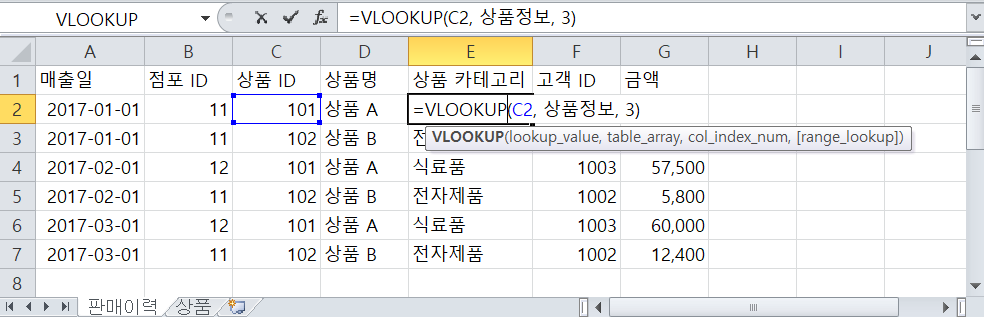 VLOOKUP =VLOOKUP(C2, 상품정보, 3)
A B C D E F G H I J
1 매출일 점포 ID 상품 ID 상품명 상품 카테고리 고객 ID 금액
2 2017-01-01 11 101 상품 A =VLOOKUP(C2, 상품정보, 3)
VLOOKUP(lookup_value, table_array, col_index_num, [range_lookup])
3 2017-01-01 11 102 상품 B
4 2017-02-01 12 101 상품 A 식료품 1003 57,500
5 2017-02-01 11 102 상품 B 전자제품 1002 5,800
6 2017-03-01 12 101 상품 A 식료품 1003 60,000
7 2017-03-01 11 102 상품 B 전자제품 1002 12,400
8
판매이력 상품